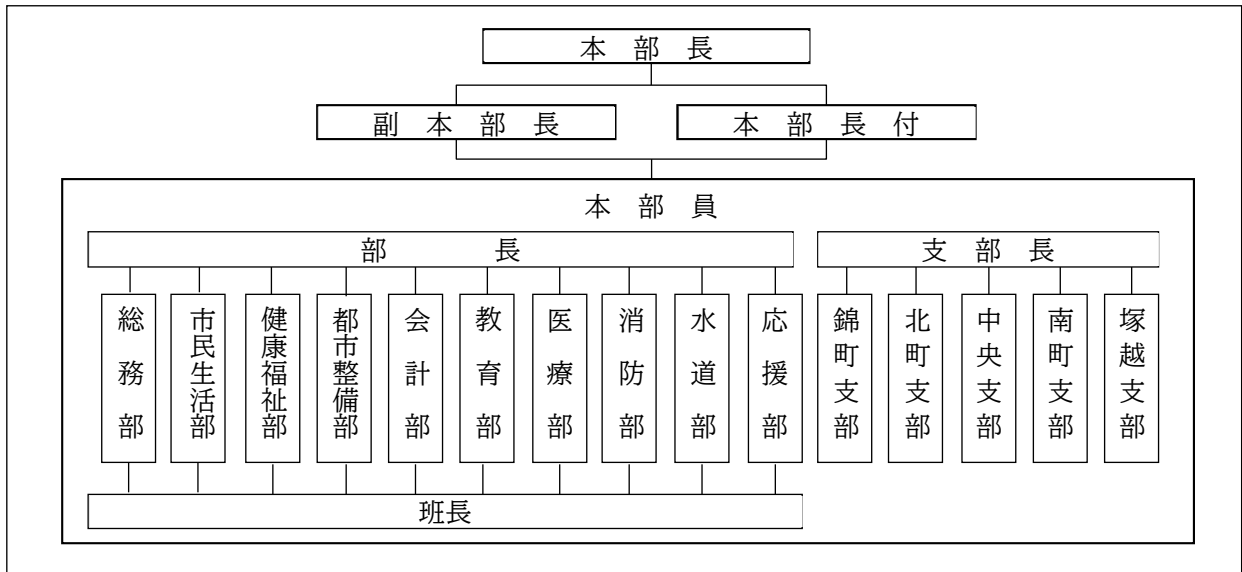 本部長
副本部長
本部長付
本部員
部長
支部長
総務部
市民生活部
健康福祉部
都市整備部
会計部
教育部
医療部
消防部
水道部
応援部
錦町支部
北町支部
中央支部
南町支部
塚越支部
班長